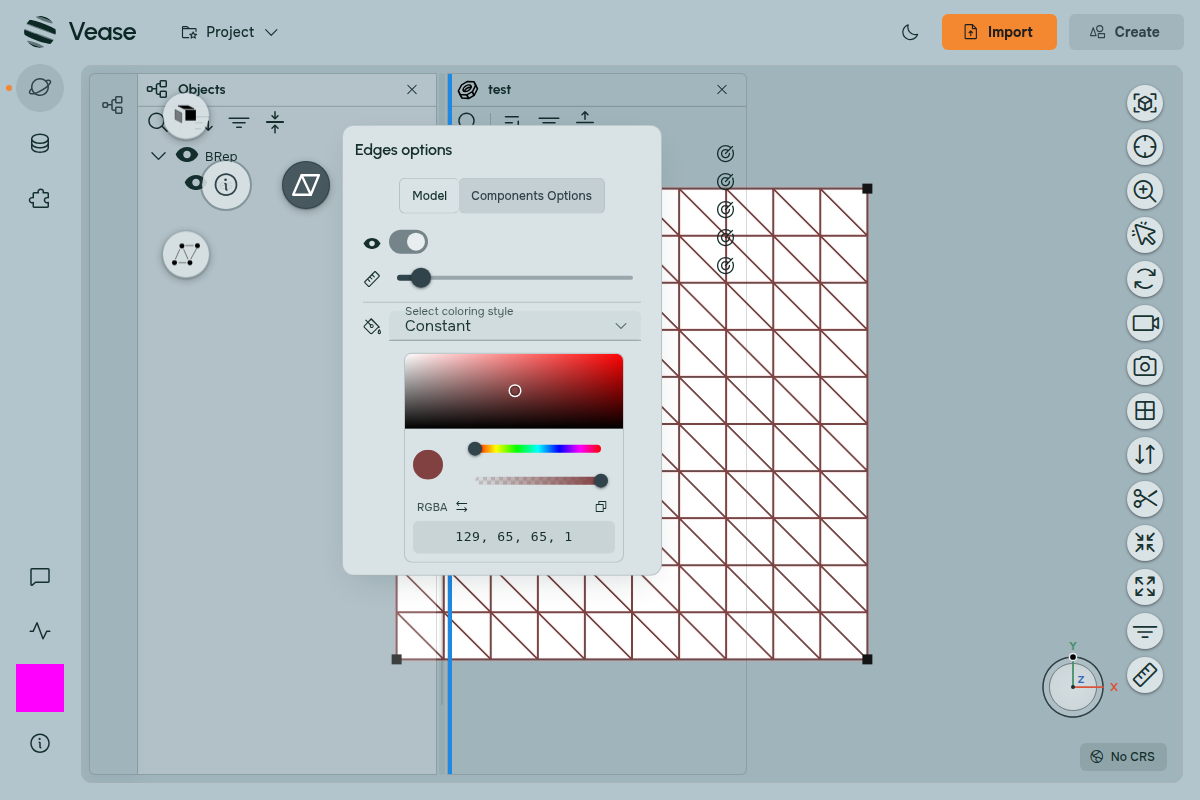 Vease
Project
Import
Create
Objects
test
BRep
Edges options
Model
Components Options
Select coloring style
Constant
RGBA
129, 65, 65, 1
Y
Z
X
No CRS